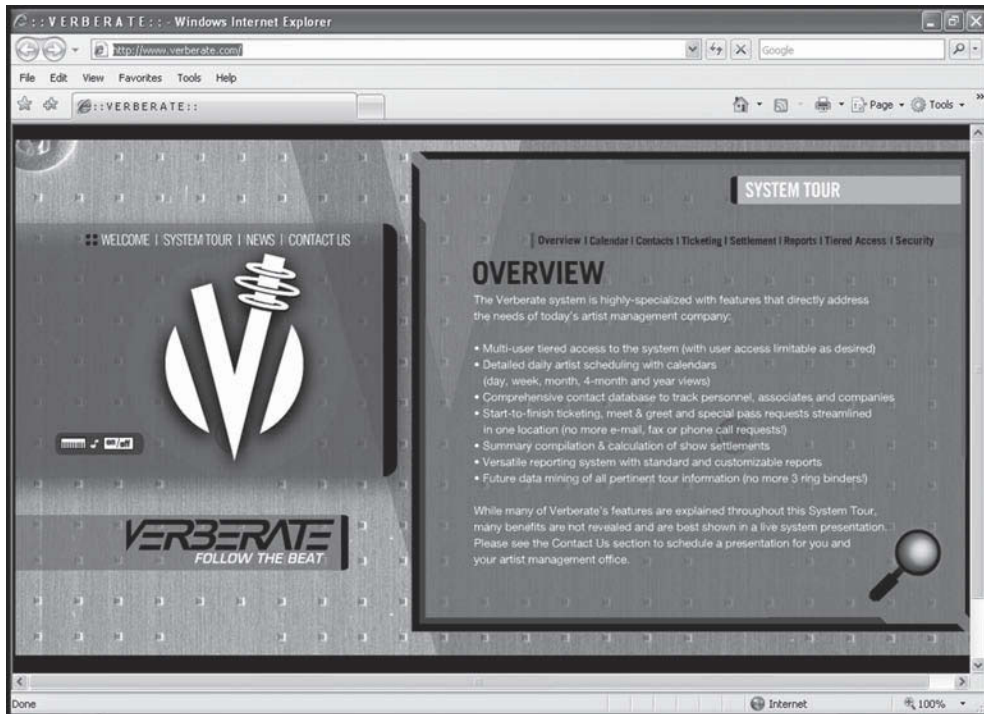 ::VERBERATE:: - Windows Internet Explorer
http://www.verberate.com/
Google
File Edit View Favorites Tools Help
::VERBERATE::
Page Tools
SYSTEM TOUR
WELCOME | SYSTEM TOUR | NEWS | CONTACT US
Overview | Calendar | Contacts | Ticketing | Settlement | Reports | Tiered Access | Security
OVERVIEW
The Verberate system is highly-specialized with features that directly address
the needs of today's artist management company:
• Multi-user tiered access to the system (with user access limitable as desired)
• Detailed daily artist scheduling with calendars
(day, week, month, 4-month and year views)
• Comprehensive contact database to track personnel, associates and companies
• Start-to-finish ticketing, meet & greet and special pass requests streamlined
in one location (no more e-mail, fax or phone call requests!)
• Summary compilation & calculation of show settlements
• Versatile reporting system with standard and customizable reports
• Future data mining of all pertinent tour information (no more 3 ring binders!)
While many of Verberate's features are explained throughout this System Tour,
many benefits are not revealed and are best shown in a live system presentation.
Please see the Contact Us section to schedule a presentation for you and
your artist management office.
VERBERATE
FOLLOW THE BEAT
Done
Internet
100%